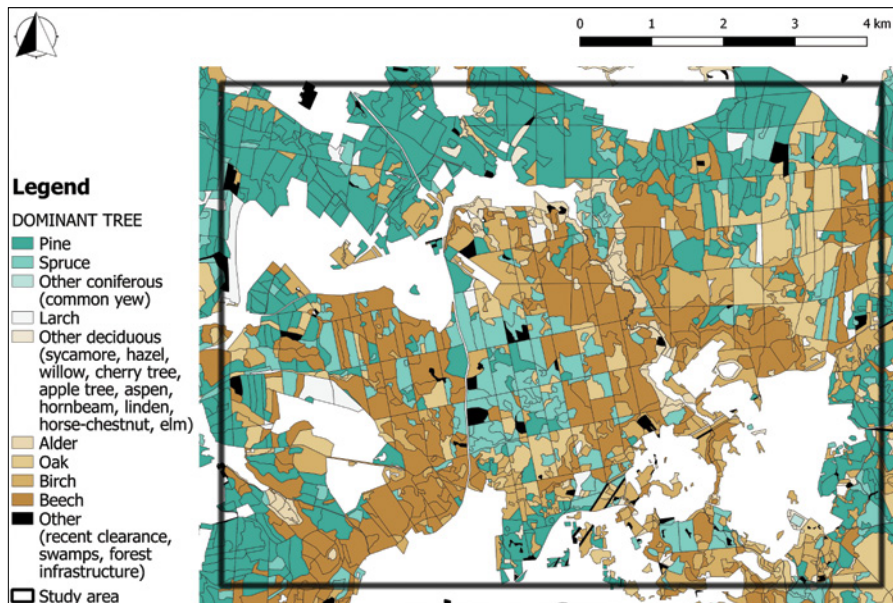 0 1 2 3 4 km
Legend
DOMINANT TREE
Pine
Spruce
Other coniferous
(common yew)
Larch
Other deciduous
(sycamore, hazel,
willow, cherry tree,
apple tree, aspen,
hornbeam, linden,
horse-chestnut, elm)
Alder
Oak
Birch
Beech
Other
(recent clearance,
swamps, forest
infrastructure)
Study area